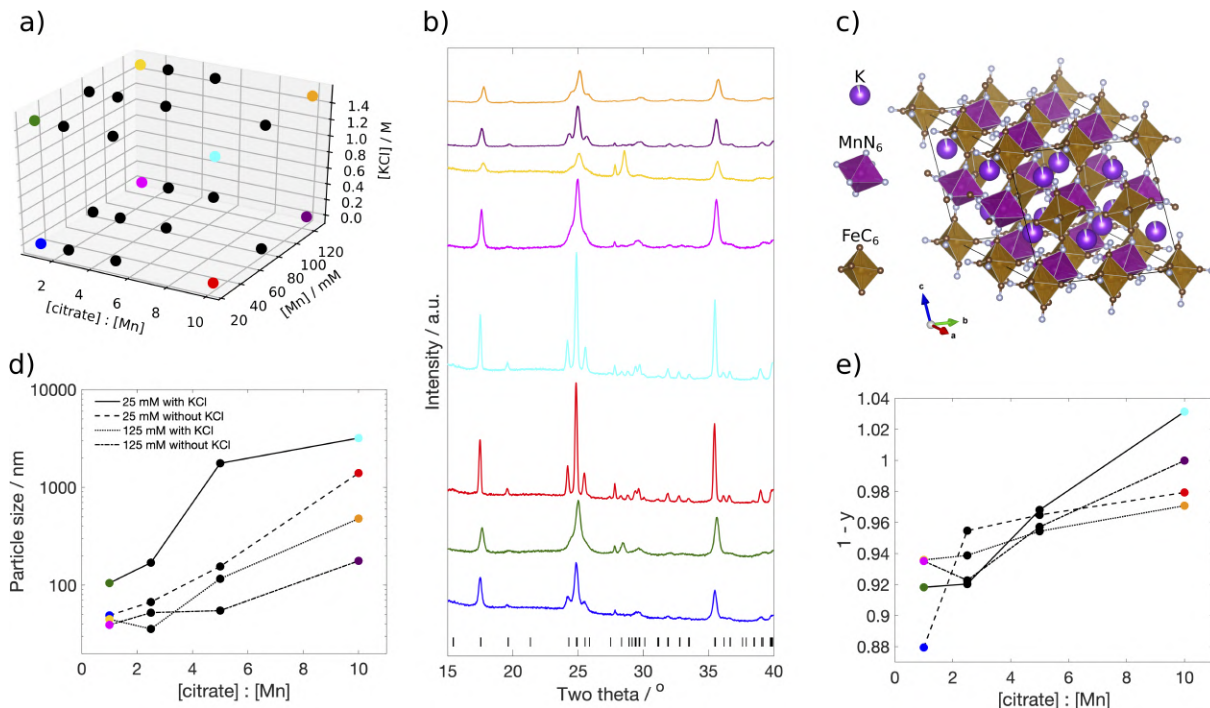 a)
1.4
1.2
1.0
0.8
0.6
0.4
0.2
0.0
[KCl] / M
2
4
6
8
10
[citrate] : [Mn]
20
40
60
80
100
120
[Mn] / mM
b)
Intensity / a.u.
15
20
25
30
35
40
Two theta / °
c)
K
MnN6
FeC6
c
b
a
d)
10000
1000
100
Particle size / nm
25 mM with KCl
25 mM without KCl
125 mM with KCl
125 mM without KCl
0
2
4
6
8
10
[citrate] : [Mn]
e)
1.04
1.02
1
0.98
0.96
0.94
0.92
0.9
0.88
1 - y
0
2
4
6
8
10
[citrate] : [Mn]